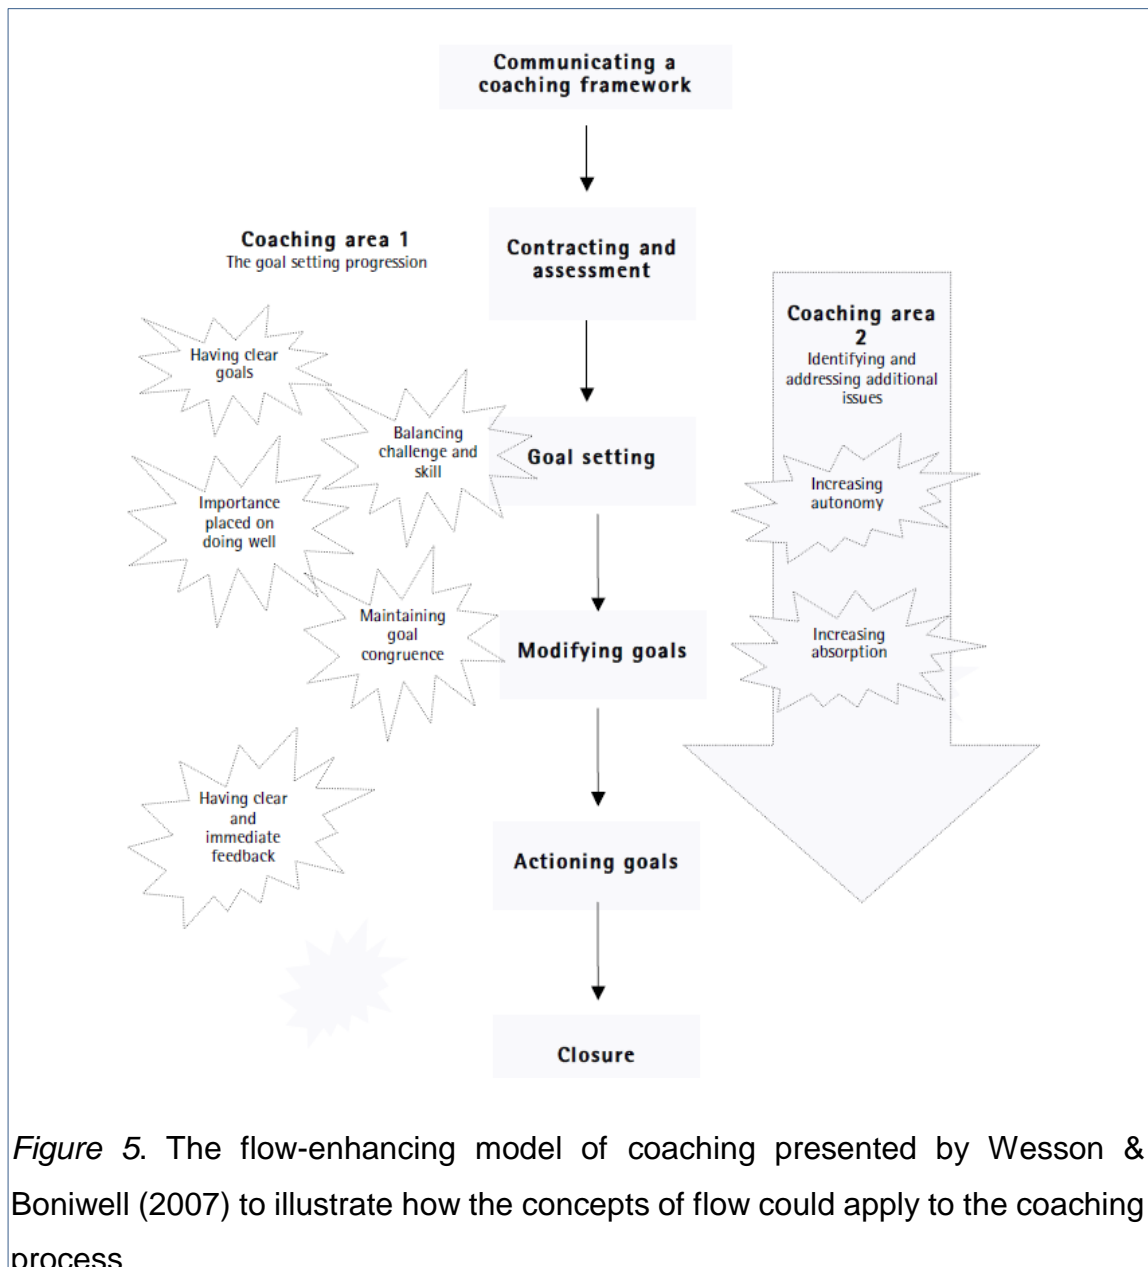 Communicating a
coaching framework
Coaching area 1
The goal setting progression
Contracting and
assessment
Coaching area
2
Identifying and
addressing additional
issues
Having clear
goals
Balancing
challenge and
skill
Goal setting
Importance
placed on
doing well
Increasing
autonomy
Maintaining
goal
congruence
Modifying goals
Increasing
absorption
Having clear
and
immediate
feedback
Actioning goals
Closure
Figure 5. The flow-enhancing model of coaching presented by Wesson &
Boniwell (2007) to illustrate how the concepts of flow could apply to the coaching
process